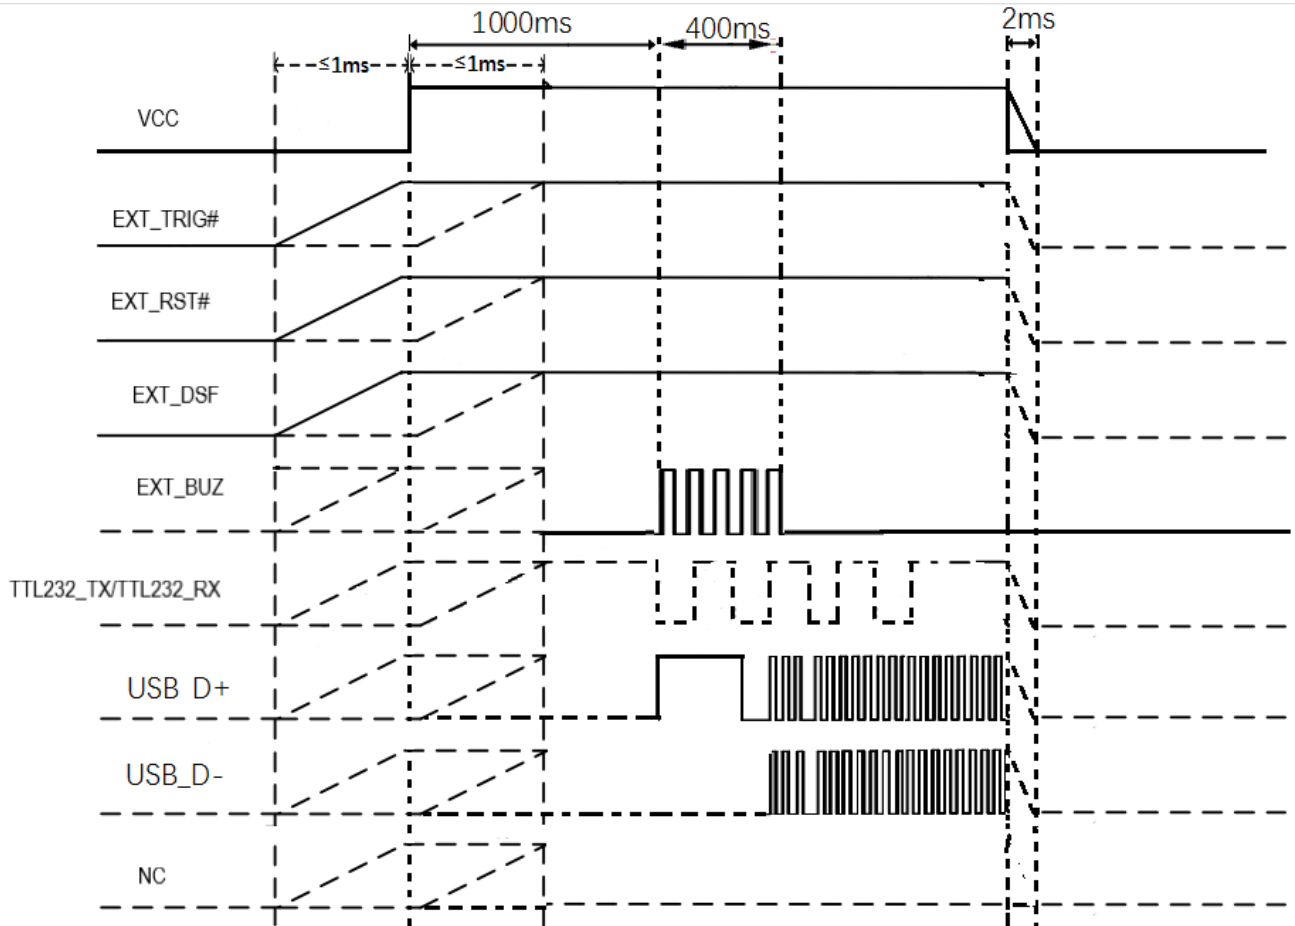 1000ms
400ms
2ms
≤1ms
≤1ms
VCC
EXT_TRIG#
EXT_RST#
EXT_DSF
EXT_BUZ
TTL232_TX/TTL232_RX
USB D+
USB_D-
NC